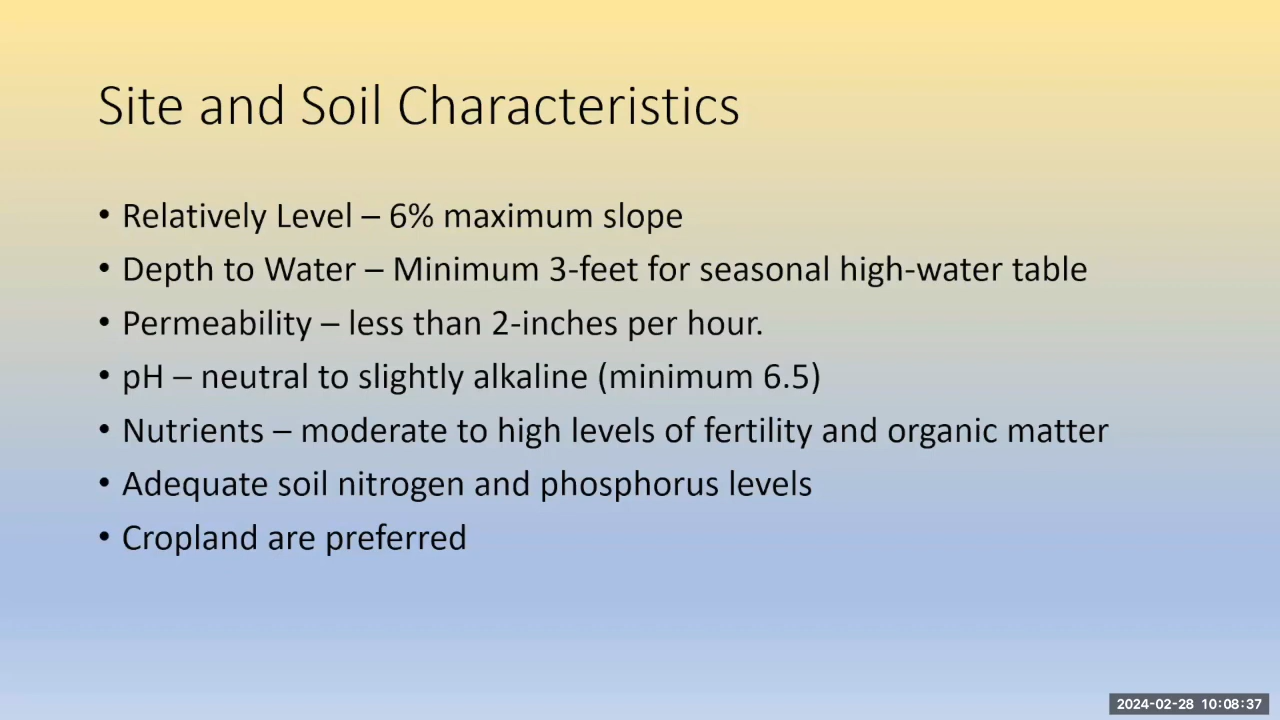 Site and Soil Characteristics
• Relatively Level – 6% maximum slope
• Depth to Water – Minimum 3-feet for seasonal high-water table
• Permeability – less than 2-inches per hour.
• pH – neutral to slightly alkaline (minimum 6.5)
• Nutrients – moderate to high levels of fertility and organic matter
• Adequate soil nitrogen and phosphorus levels
• Cropland are preferred
2024-02-28 10:08:37